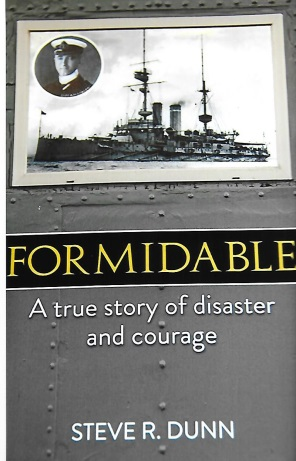 FORMIDABLE
A true story of disaster
and courage
STEVE R. DUNN